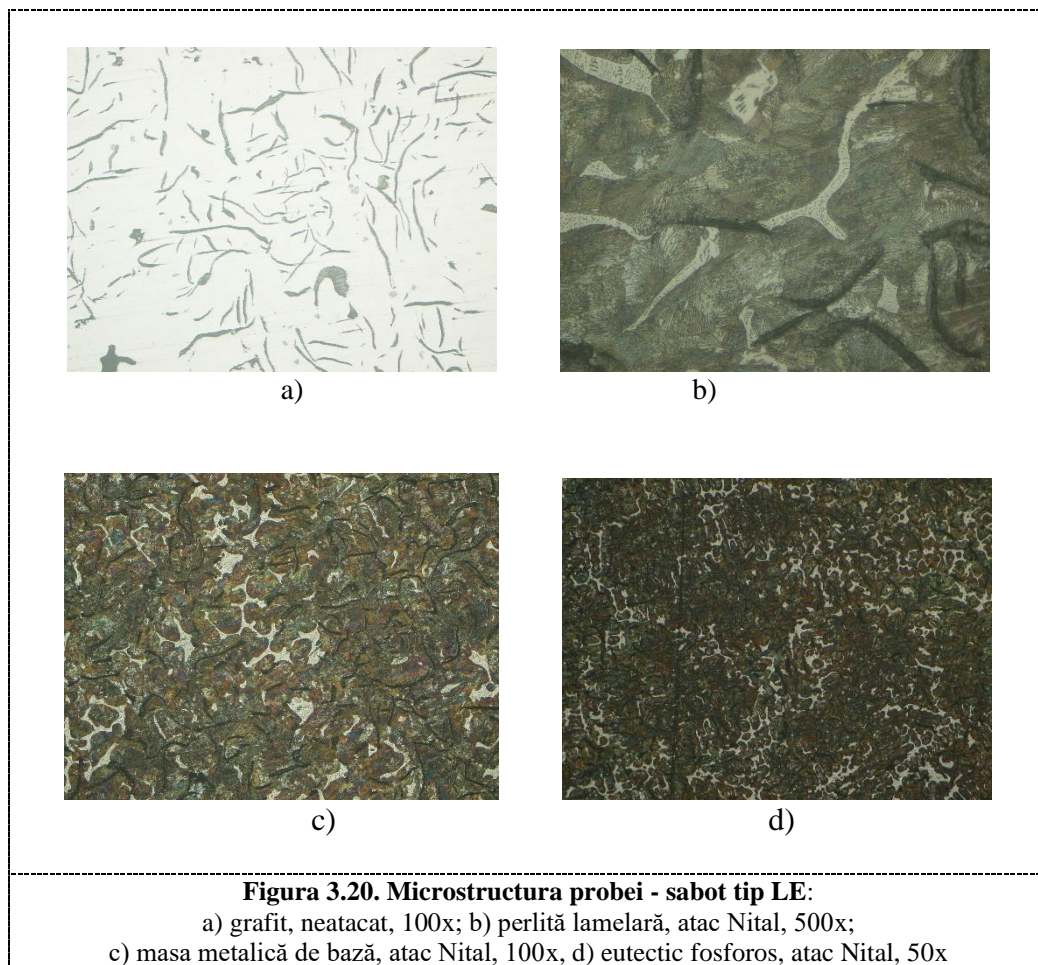 a)
b)
c)
d)
Figura 3.20. Microstructura probei - sabot tip LE:
a) grafit, neatacat, 100x; b) perlită lamelară, atac Nital, 500x;
c) masa metalică de bază, atac Nital, 100x, d) eutectic fosforos, atac Nital, 50x